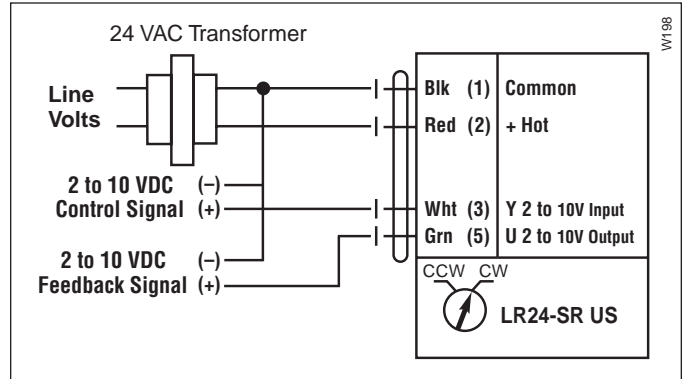 24 VAC Transformer
W198
Line
Volts
Blk (1) Common
Red (2) + Hot
2 to 10 VDC (–)
Control Signal (+)
Wht (3) Y 2 to 10V Input
Grn (5) U 2 to 10V Output
2 to 10 VDC (–)
Feedback Signal (+)
CCW CW
LR24-SR US